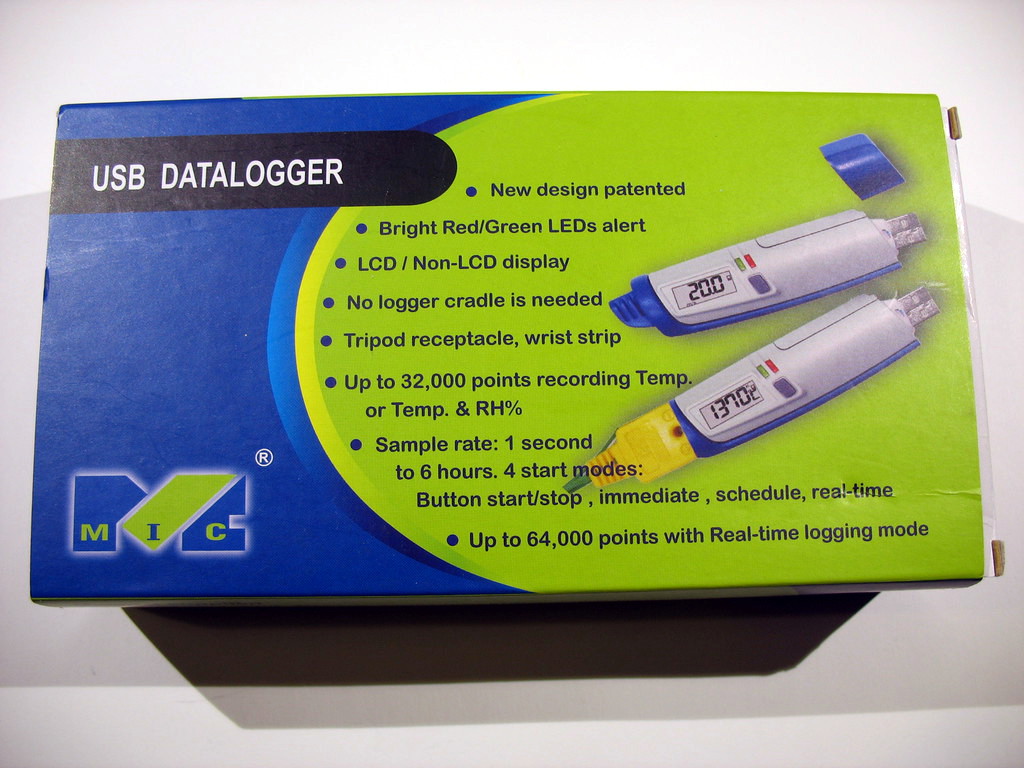 USB DATALOGGER
• New design patented
• Bright Red/Green LEDs alert
• LCD / Non-LCD display
• No logger cradle is needed
• Tripod receptacle, wrist strip
• Up to 32,000 points recording Temp.
or Temp. & RH%
• Sample rate: 1 second
to 6 hours. 4 start modes:
Button start/stop , immediate , schedule, real-time
• Up to 64,000 points with Real-time logging mode
20.0
1370
®
M I C